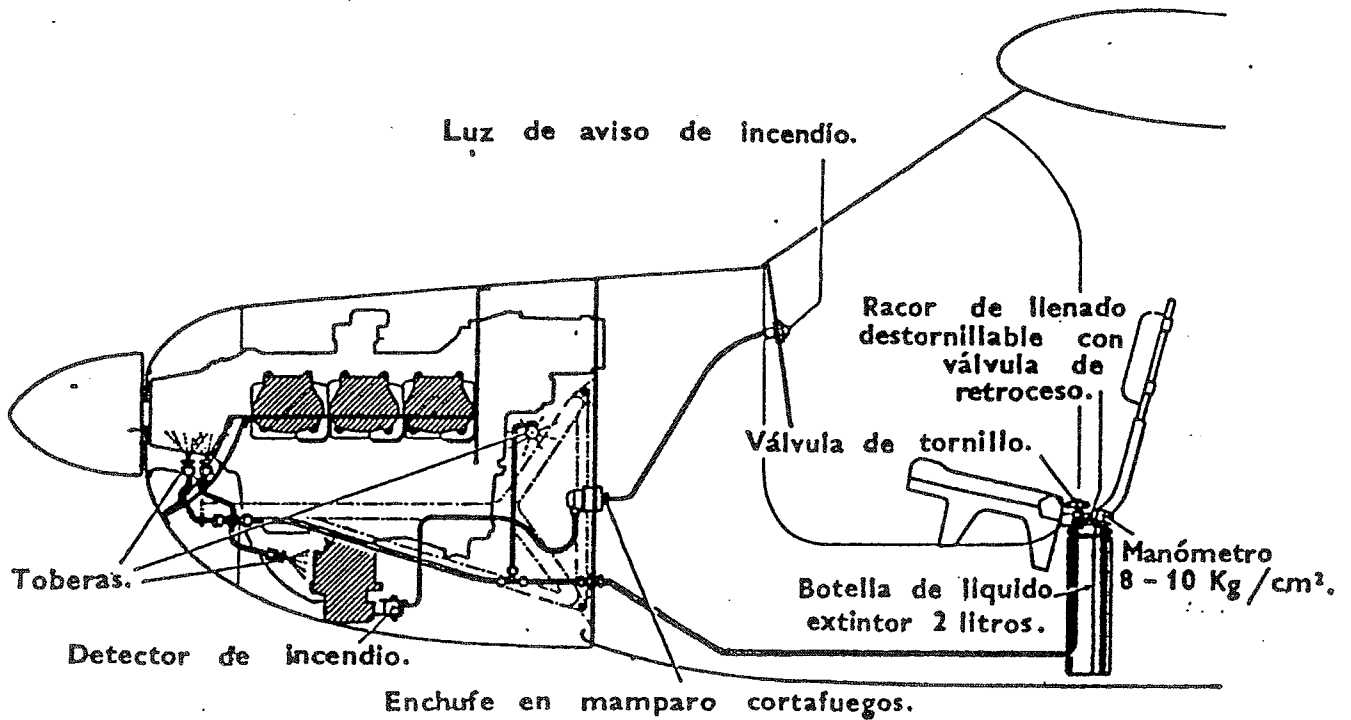 Luz de aviso de incendio.
Racor de llenado
destornillable con
válvula de
retroceso.
Válvula de tornillo.
Manómetro
8 - 10 Kg/cm².
Toberas.
Botella de liquido
extintor 2 litros.
Detector de incendio.
Enchufe en mamparo cortafuegos.